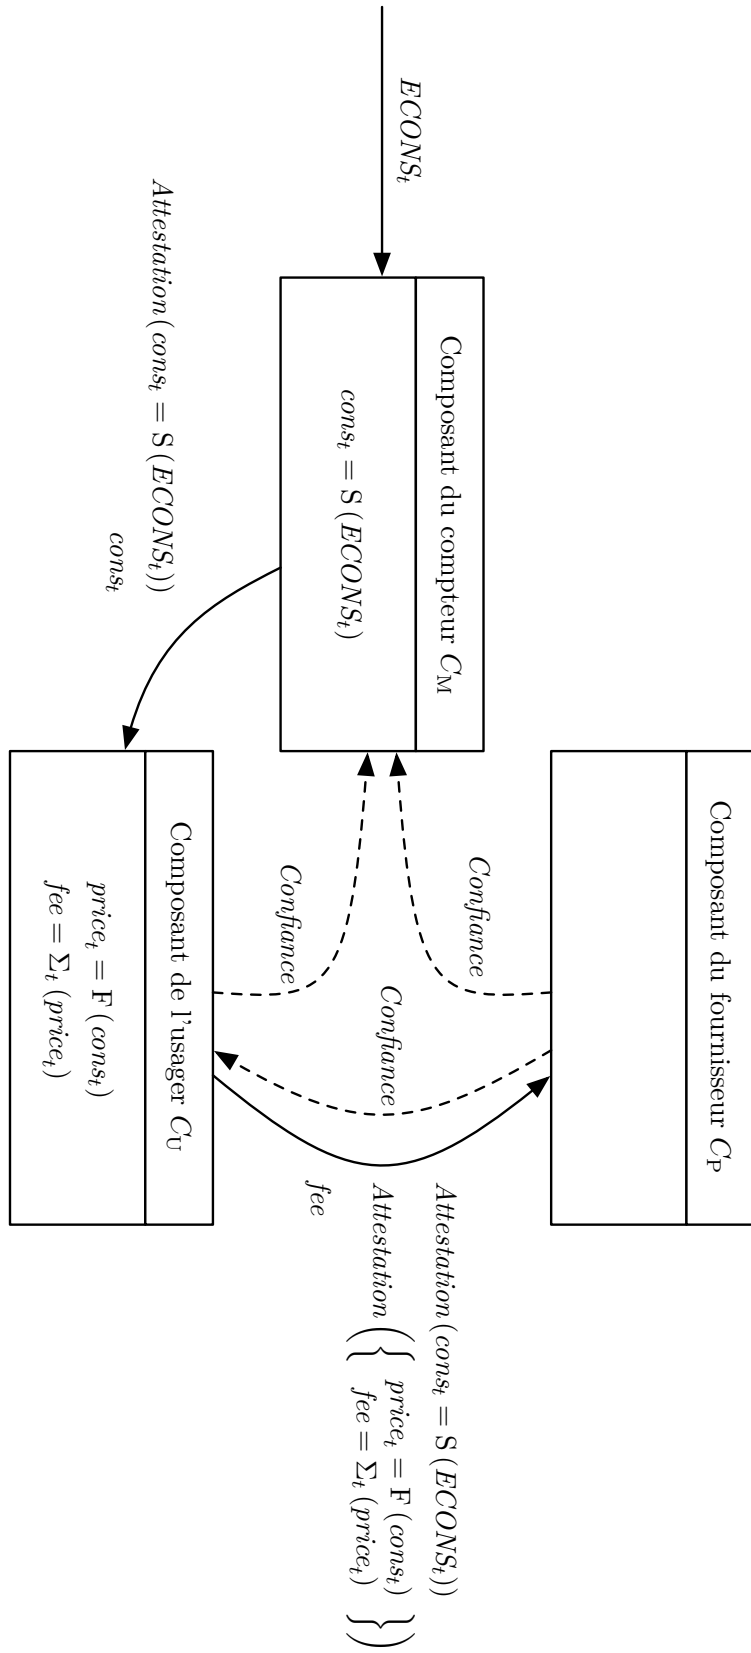 Composant du fournisseur C_P
ECONS_t
Composant du compteur C_M
cons_t = S (ECONS_t)
Confiance
Confiance
Confiance
Attestation (cons_t = S (ECONS_t))
Attestation ({ price_t = F (cons_t)
fee = Σ_t (price_t) })
fee
Attestation (cons_t = S (ECONS_t))
cons_t
Composant de l'usager C_U
price_t = F (cons_t)
fee = Σ_t (price_t)